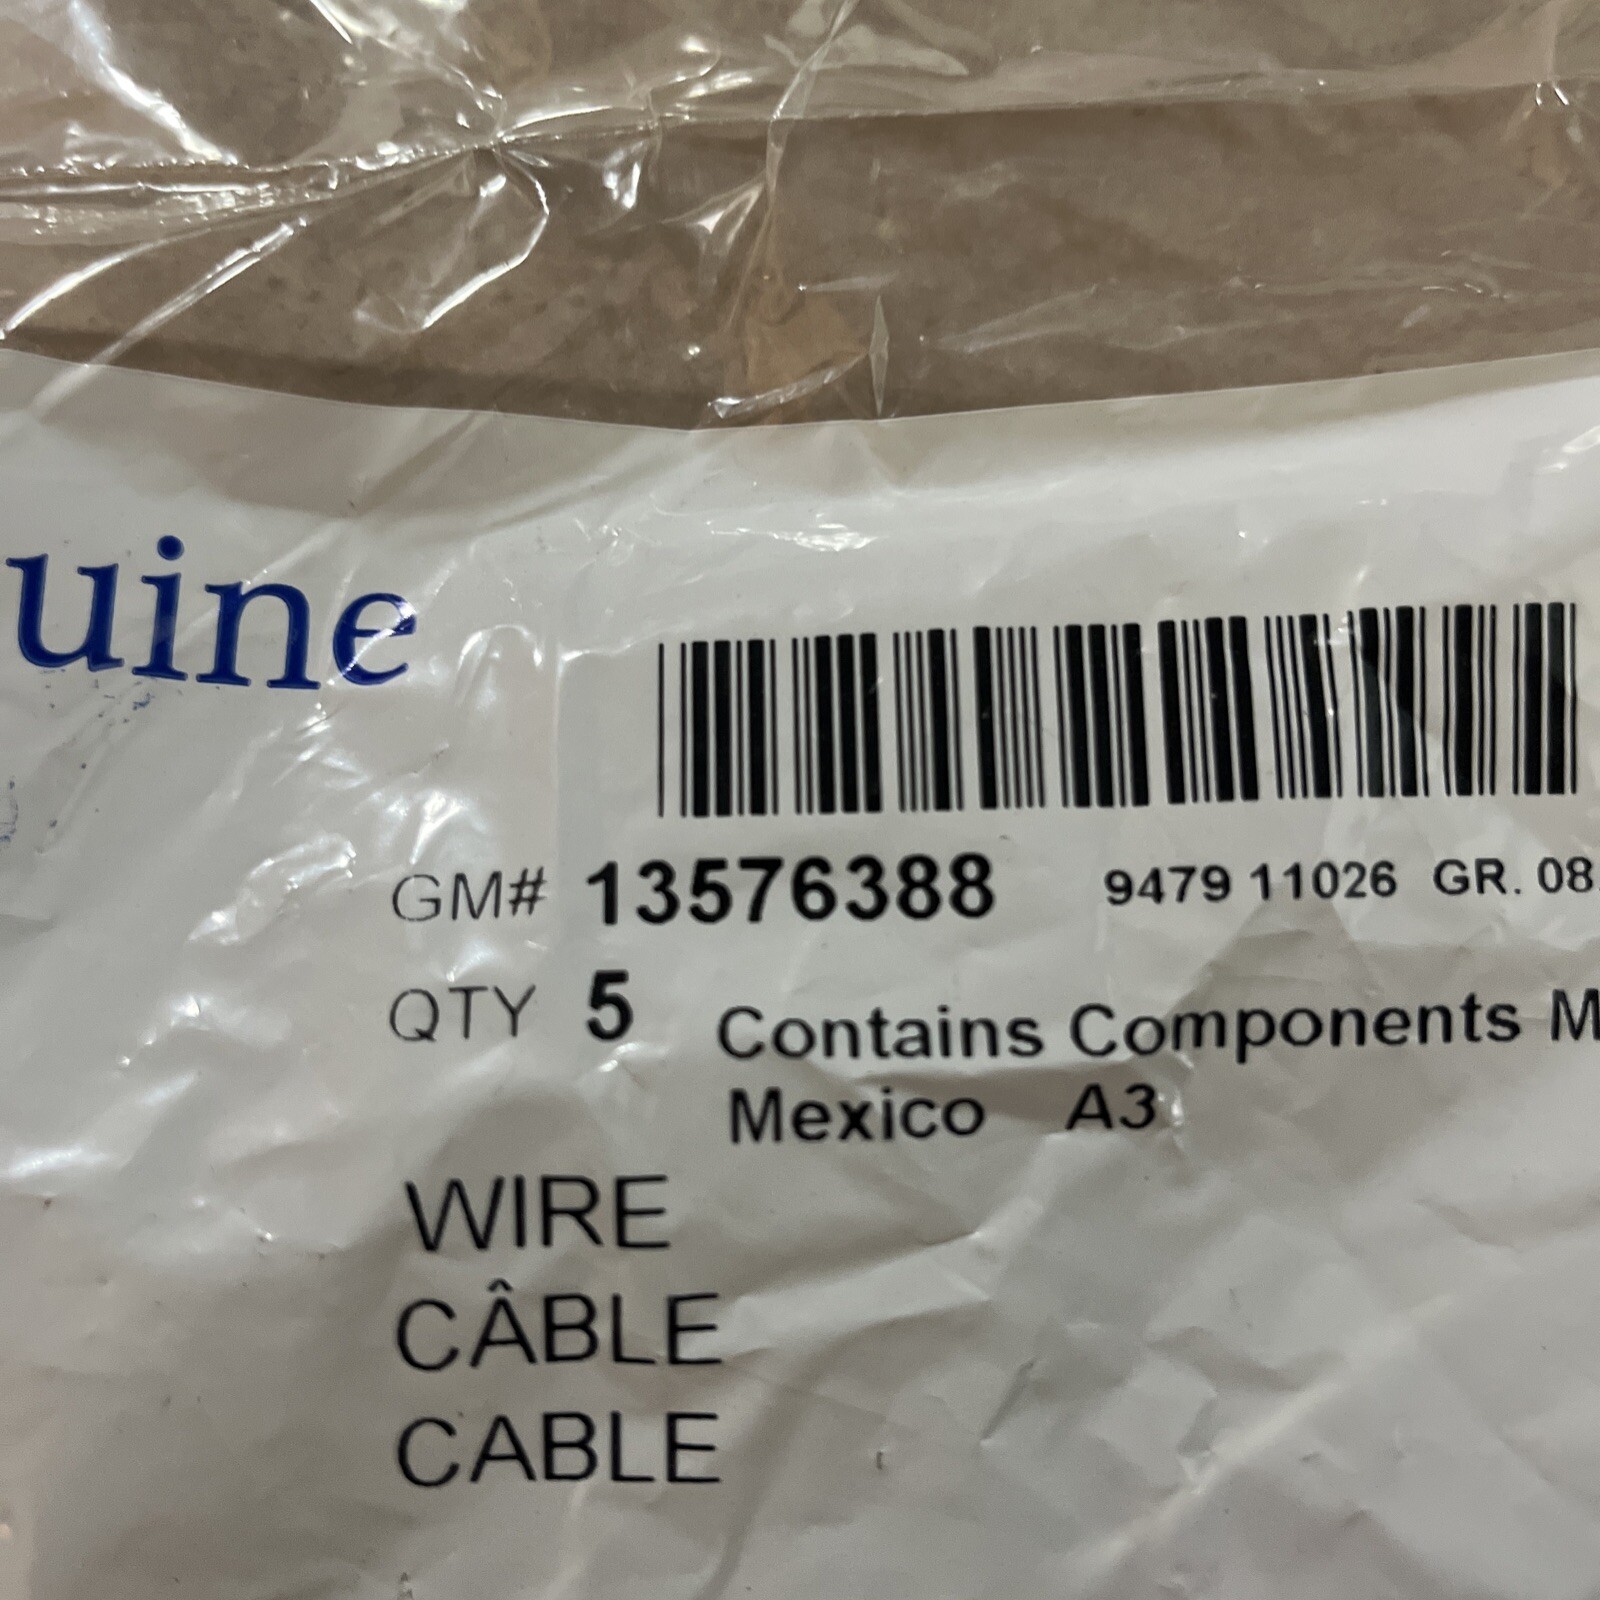 uine
GM# 13576388 9479 11026 GR. 08.
QTY 5 Contains Components M
Mexico A3
WIRE
CÂBLE
CABLE